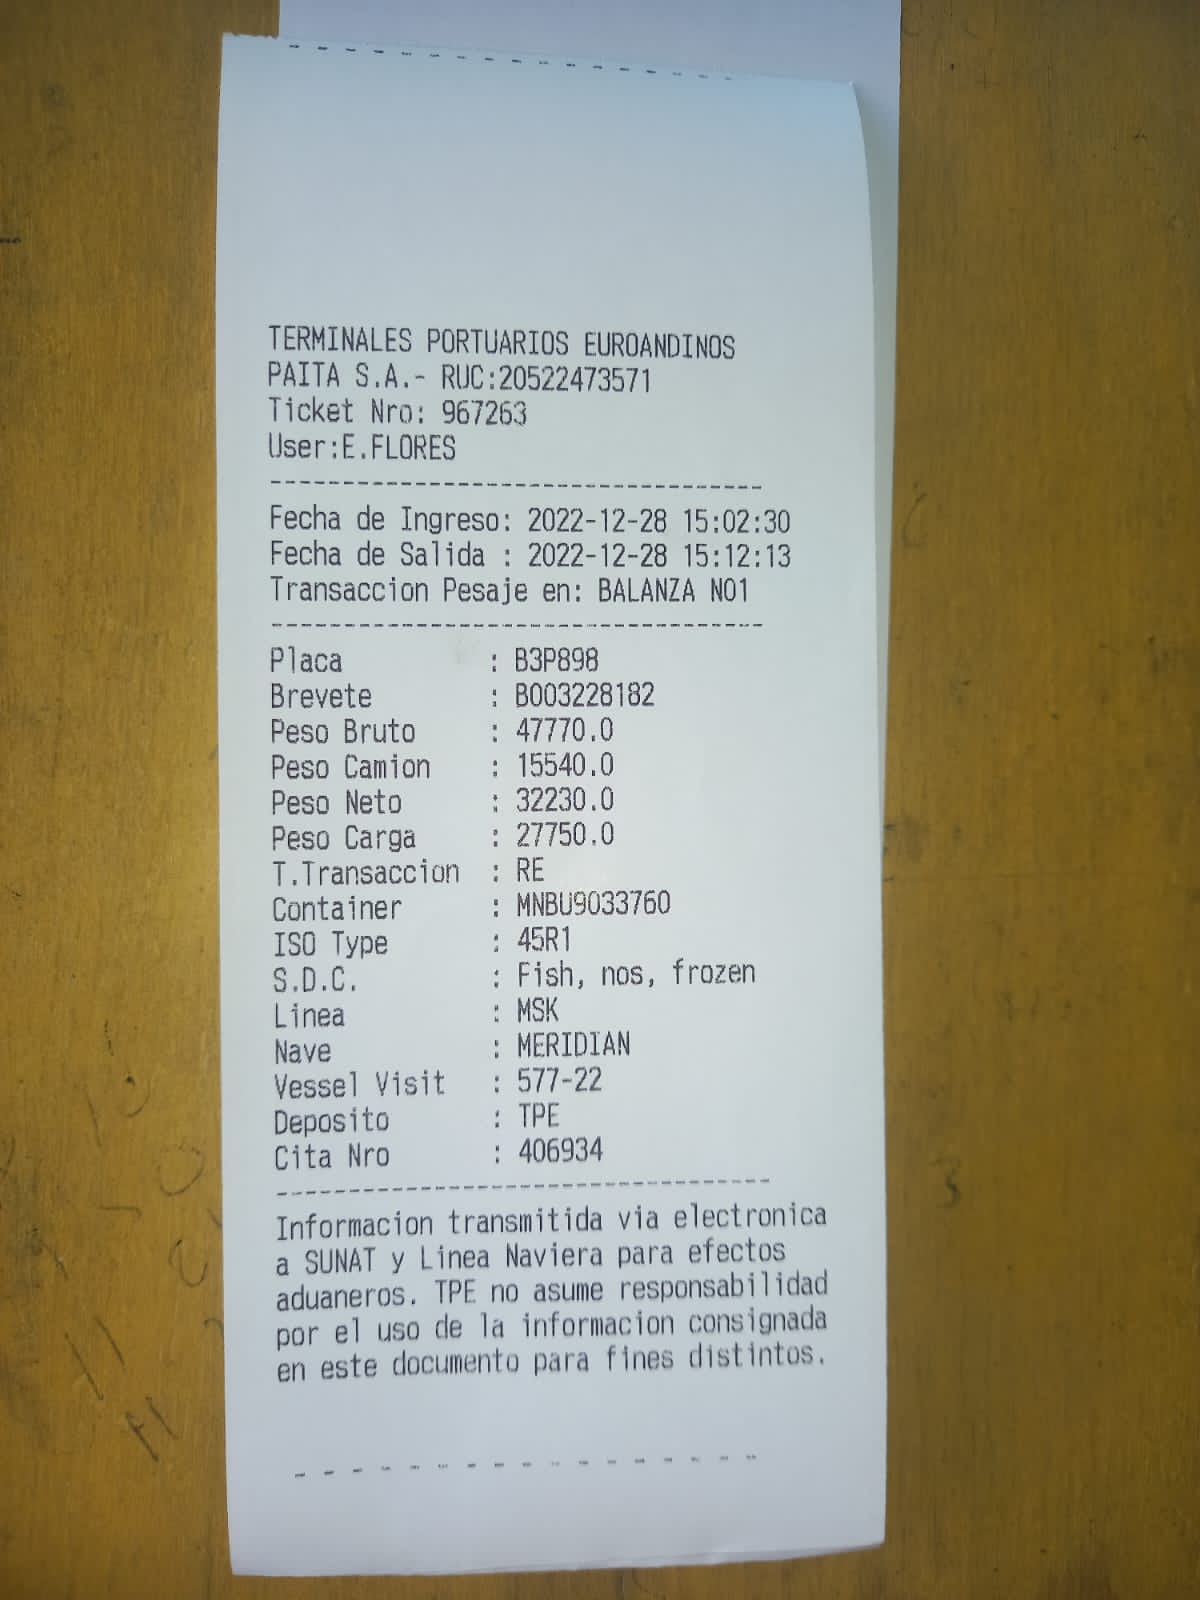 TERMINALES PORTUARIOS EUROANDINOS
PAITA S.A.- RUC:20522473571
Ticket Nro: 967263
User:E.FLORES
----------------------------------
Fecha de Ingreso: 2022-12-28 15:02:30
Fecha de Salida : 2022-12-28 15:12:13
Transaccion Pesaje en: BALANZA NO1
----------------------------------
Placa : B3P898
Brevete : B003228182
Peso Bruto : 47770.0
Peso Camion : 15540.0
Peso Neto : 32230.0
Peso Carga : 27750.0
T.Transaccion : RE
Container : MNBU9033760
ISO Type : 45R1
S.D.C. : Fish, nos, frozen
Linea : MSK
Nave : MERIDIAN
Vessel Visit : 577-22
Deposito : TPE
Cita Nro : 406934
----------------------------------
Informacion transmitida via electronica
a SUNAT y Linea Naviera para efectos
aduaneros. TPE no asume responsabilidad
por el uso de la informacion consignada
en este documento para fines distintos.